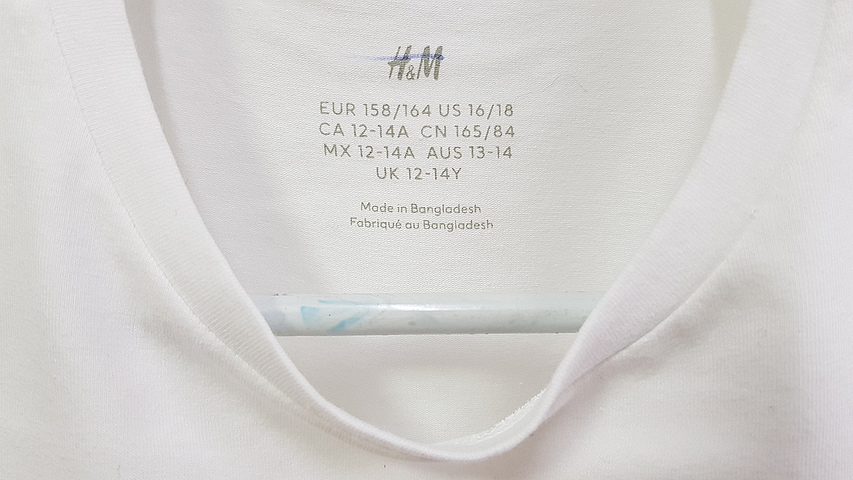 H&M
EUR 158/164 US 16/18
CA 12-14A CN 165/84
MX 12-14A AUS 13-14
UK 12-14Y
Made in Bangladesh
Fabriqué au Bangladesh